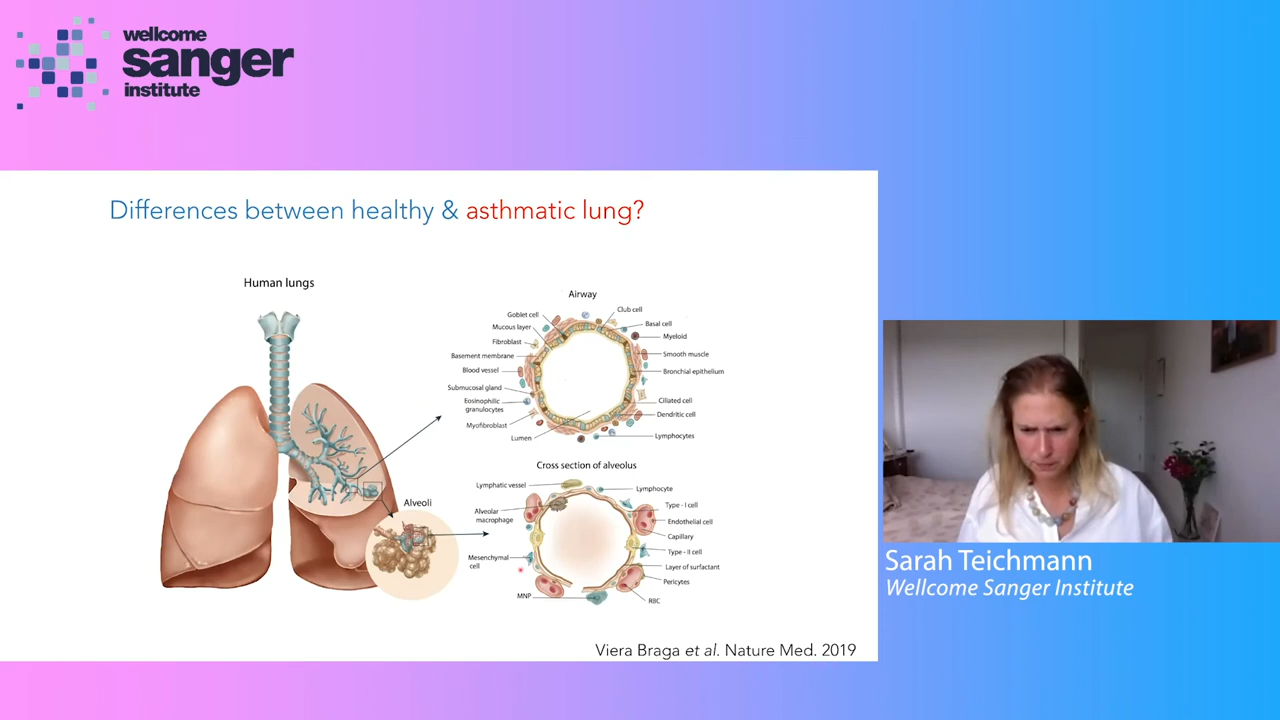 wellcome
sanger
institute
Differences between healthy & asthmatic lung?
Human lungs
Alveoli
Airway
Goblet cell
Mucous layer
Fibroblast
Basement membrane
Blood vessel
Submucosal gland
Eosinophilic
granulocytes
Myofibroblast
Lumen
Club cell
Basal cell
Myeloid
Smooth muscle
Bronchial epithelium
Ciliated cell
Dendritic cell
Lymphocytes
Cross section of alveolus
Lymphatic vessel
Alveolar
macrophage
Mesenchymal
cell
MNP
Lymphocyte
Type - I cell
Endothelial cell
Capillary
Type - II cell
Layer of surfactant
Pericytes
RBC
Viera Braga et al. Nature Med. 2019
Sarah Teichmann
Wellcome Sanger Institute